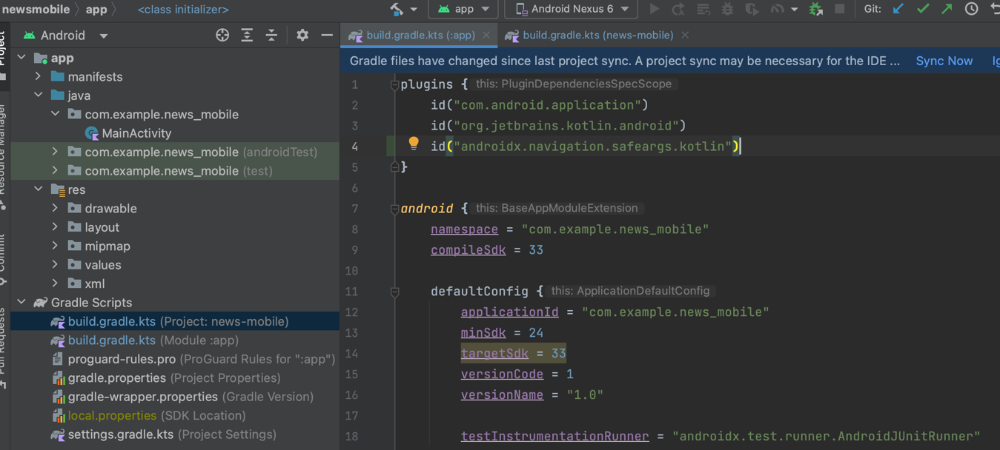 newsmobile app <class initializer> app Android Nexus 6 Git:
Project
Resource Manager
Commit
Pull Requests
Android
app
manifests
java
com.example.news_mobile
MainActivity
com.example.news_mobile (androidTest)
com.example.news_mobile (test)
res
drawable
layout
mipmap
values
xml
Gradle Scripts
build.gradle.kts (Project: news-mobile)
build.gradle.kts (Module :app)
proguard-rules.pro (ProGuard Rules for ":app")
gradle.properties (Project Properties)
gradle-wrapper.properties (Gradle Version)
local.properties (SDK Location)
settings.gradle.kts (Project Settings)
build.gradle.kts (:app) build.gradle.kts (news-mobile)
Gradle files have changed since last project sync. A project sync may be necessary for the IDE ... Sync Now Ig
1 plugins { this: PluginDependenciesSpecScope
2 id("com.android.application")
3 id("org.jetbrains.kotlin.android")
4 id("androidx.navigation.safeargs.kotlin")
5 }
6
7 android { this: BaseAppModuleExtension
8 namespace = "com.example.news_mobile"
9 compileSdk = 33
10
11 defaultConfig { this: ApplicationDefaultConfig
12 applicationId = "com.example.news_mobile"
13 minSdk = 24
14 targetSdk = 33
15 versionCode = 1
16 versionName = "1.0"
17
18 testInstrumentationRunner = "androidx.test.runner.AndroidJUnitRunner"